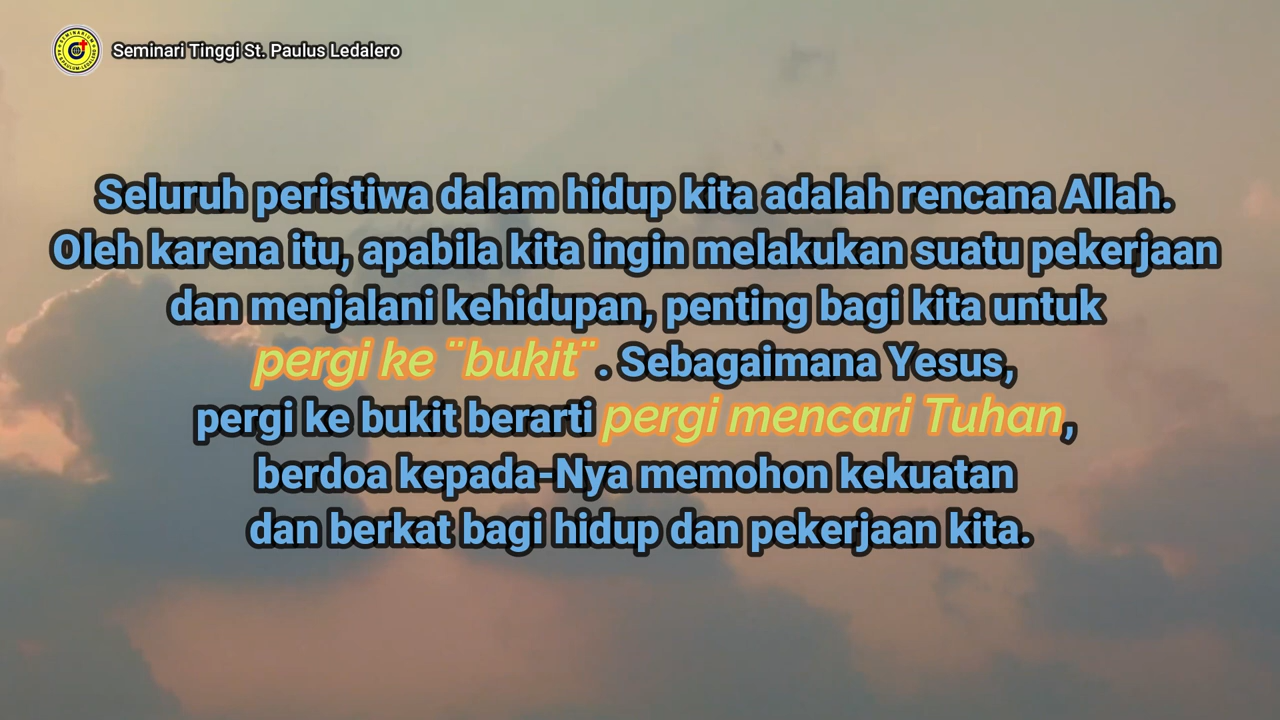 Seminari Tinggi St. Paulus Ledalero
Seluruh peristiwa dalam hidup kita adalah rencana Allah.
Oleh karena itu, apabila kita ingin melakukan suatu pekerjaan
dan menjalani kehidupan, penting bagi kita untuk
pergi ke ¨bukit¨. Sebagaimana Yesus,
pergi ke bukit berarti pergi mencari Tuhan,
berdoa kepada-Nya memohon kekuatan
dan berkat bagi hidup dan pekerjaan kita.